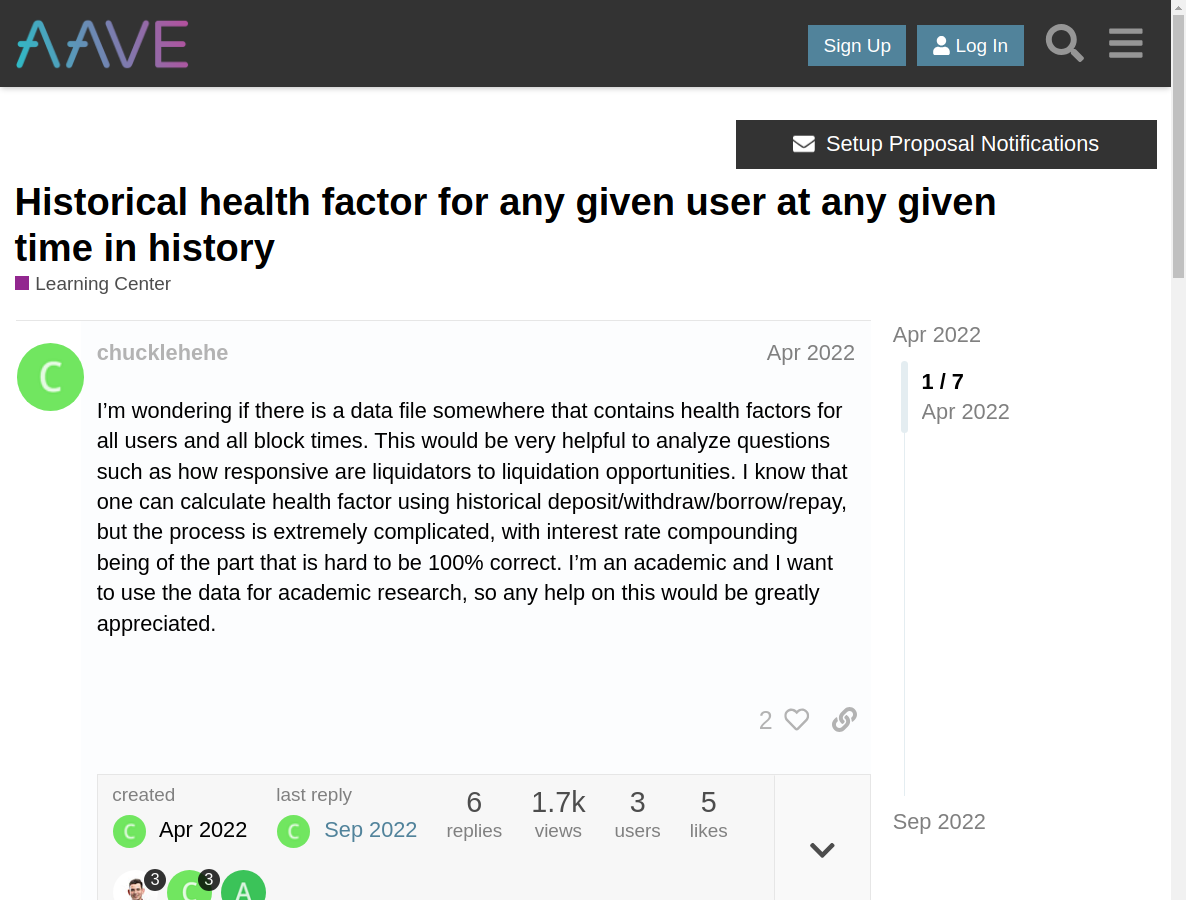 AAVE
Sign Up
Log In
Setup Proposal Notifications
Historical health factor for any given user at any given
time in history
Learning Center
C
chucklehehe
Apr 2022
I’m wondering if there is a data file somewhere that contains health factors for
all users and all block times. This would be very helpful to analyze questions
such as how responsive are liquidators to liquidation opportunities. I know that
one can calculate health factor using historical deposit/withdraw/borrow/repay,
but the process is extremely complicated, with interest rate compounding
being of the part that is hard to be 100% correct. I’m an academic and I want
to use the data for academic research, so any help on this would be greatly
appreciated.
2
Apr 2022
1 / 7
Apr 2022
Sep 2022
created
C
Apr 2022
last reply
C
Sep 2022
6
replies
1.7k
views
3
users
5
likes
3
C
3
A